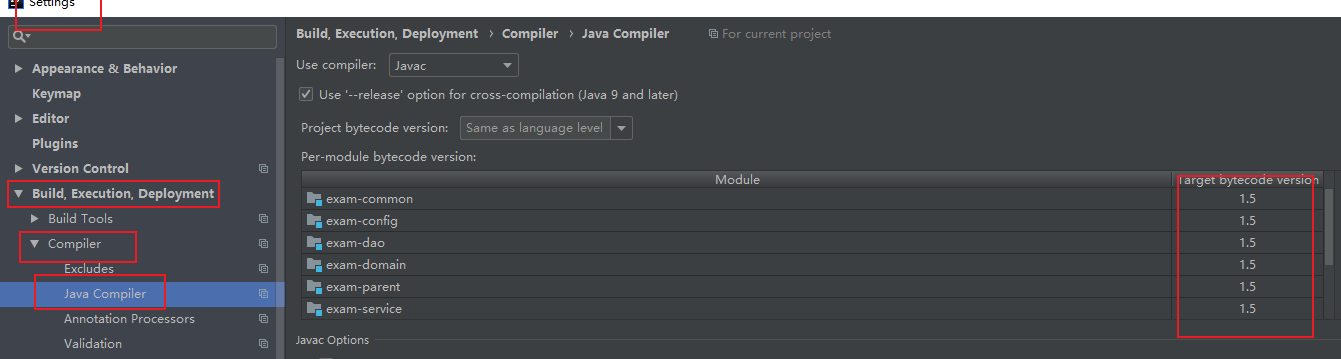 Settings
Appearance & Behavior
Keymap
Editor
Plugins
Version Control
Build, Execution, Deployment
Build Tools
Compiler
Excludes
Java Compiler
Annotation Processors
Validation
Build, Execution, Deployment › Compiler › Java Compiler For current project
Use compiler: Javac
Use '--release' option for cross-compilation (Java 9 and later)
Project bytecode version: Same as language level
Per-module bytecode version:
Module Target bytecode version
exam-common 1.5
exam-config 1.5
exam-dao 1.5
exam-domain 1.5
exam-parent 1.5
exam-service 1.5
Javac Options